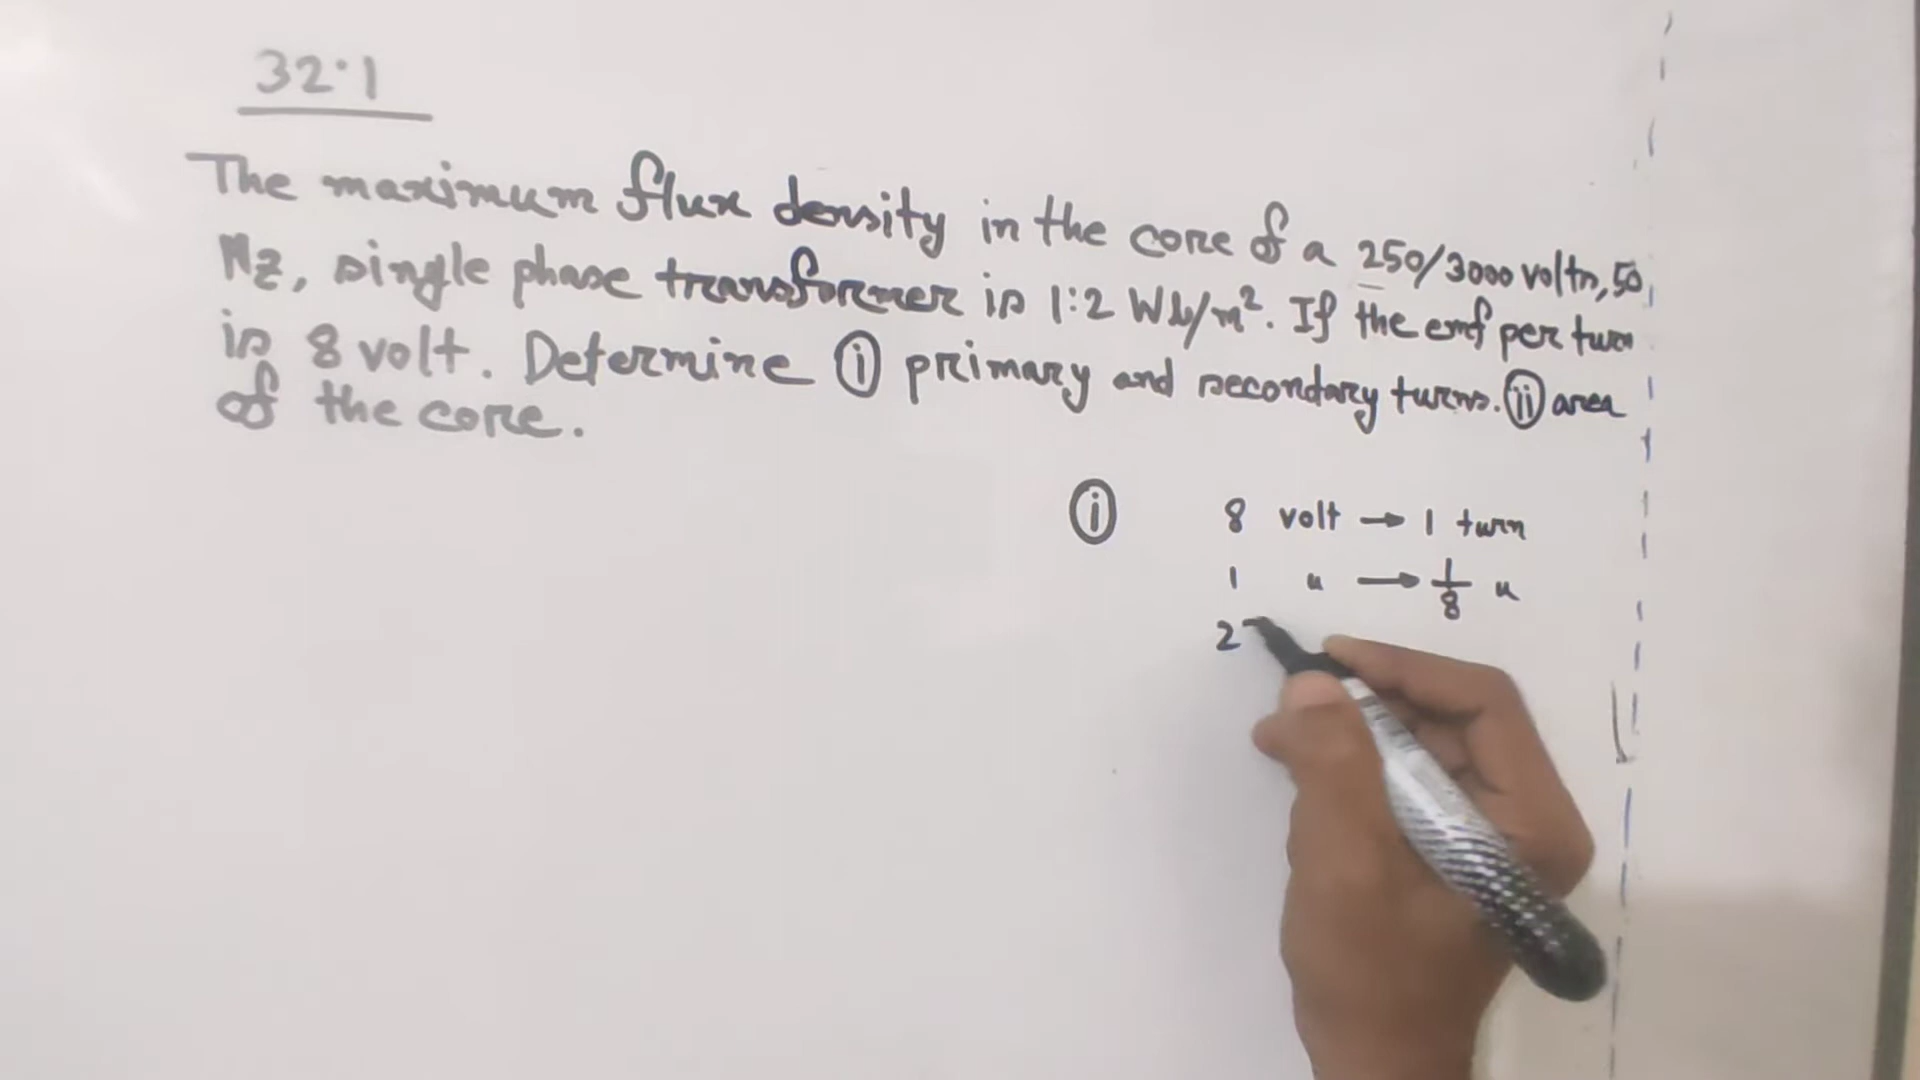 32.1
The maximum flux density in the core of a 250/3000 volts, 50
Hz, single phase transformer is 1:2 Wb/m². If the emf per turn
is 8 volt. Determine (i) primary and secondary turns. (ii) area
of the core.
(i) 8 volt → 1 turn
1 " → 1/8 "
2